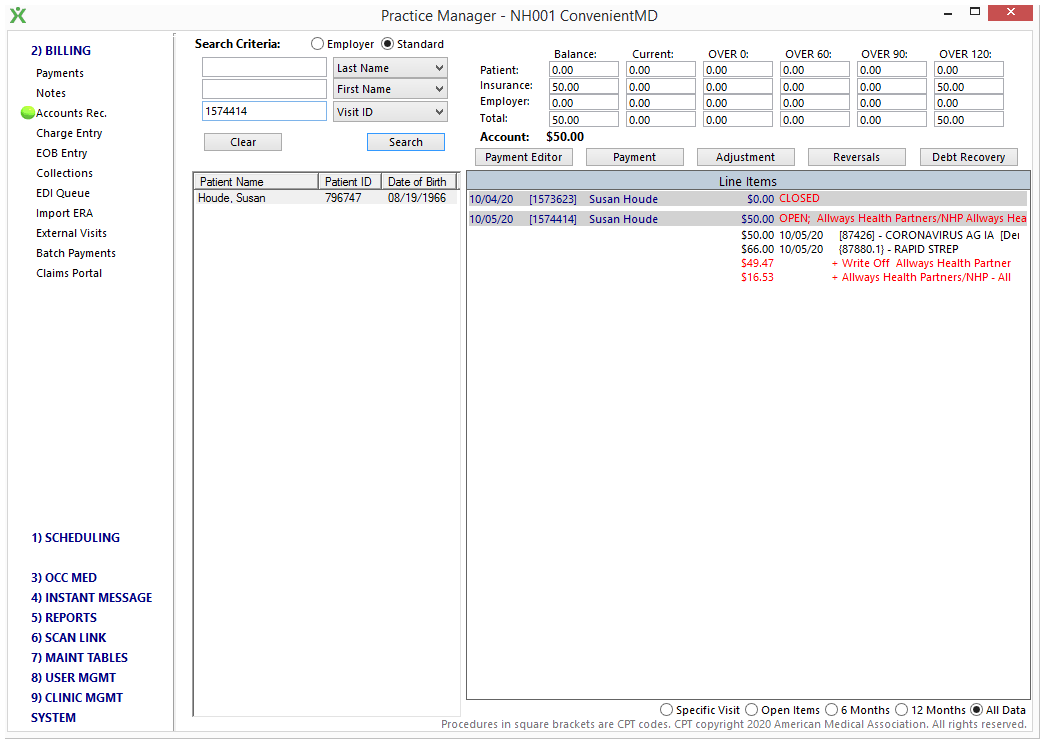 Practice Manager - NH001 ConvenientMD
2) BILLING
Payments
Notes
Accounts Rec.
Charge Entry
EOB Entry
Collections
EDI Queue
Import ERA
External Visits
Batch Payments
Claims Portal
1) SCHEDULING
3) OCC MED
4) INSTANT MESSAGE
5) REPORTS
6) SCAN LINK
7) MAINT TABLES
8) USER MGMT
9) CLINIC MGMT
SYSTEM
Search Criteria: Employer Standard
Last Name
First Name
1574414 Visit ID
Clear Search
Patient Name Patient ID Date of Birth
Houde, Susan 796747 08/19/1966
Balance: Current: OVER 0: OVER 60: OVER 90: OVER 120:
Patient: 0.00 0.00 0.00 0.00 0.00 0.00
Insurance: 50.00 0.00 0.00 0.00 0.00 50.00
Employer: 0.00 0.00 0.00 0.00 0.00 0.00
Total: 50.00 0.00 0.00 0.00 0.00 50.00
Account: $50.00
Payment Editor Payment Adjustment Reversals Debt Recovery
Line Items
10/04/20 [1573623] Susan Houde $0.00 CLOSED
10/05/20 [1574414] Susan Houde $50.00 OPEN; Allways Health Partners/NHP Allways Hea
$50.00 10/05/20 [87426] - CORONAVIRUS AG IA [Der
$66.00 10/05/20 {87880.1} - RAPID STREP
$49.47 + Write Off Allways Health Partner
$16.53 + Allways Health Partners/NHP - All
Specific Visit Open Items 6 Months 12 Months All Data
Procedures in square brackets are CPT codes. CPT copyright 2020 American Medical Association. All rights reserved.